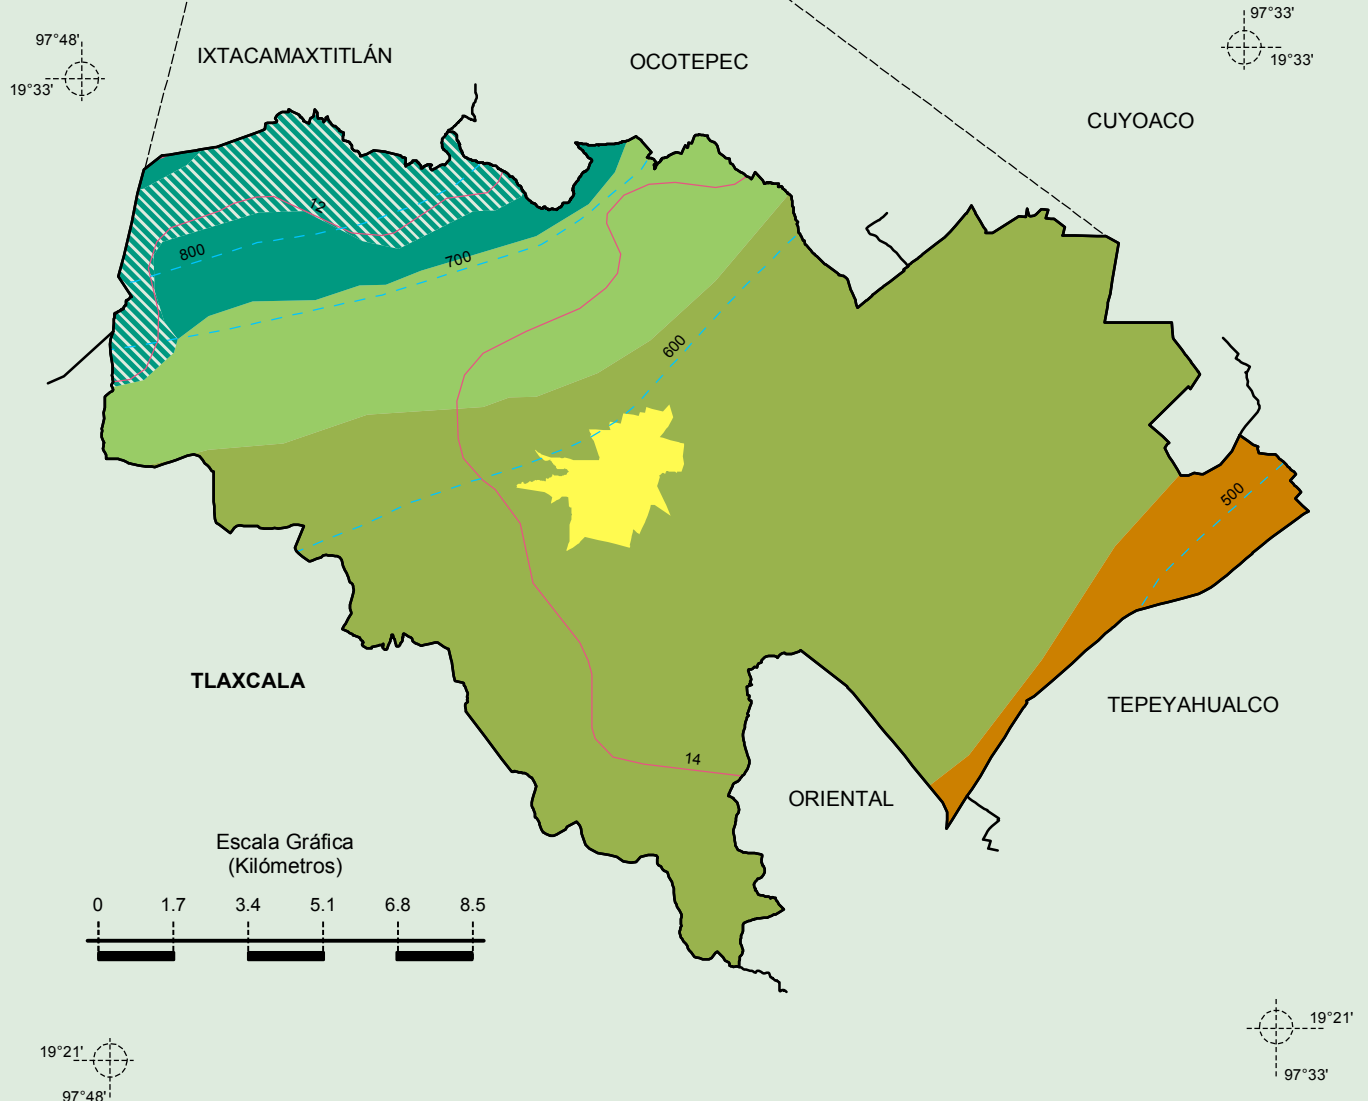 97°33'
97°48'
19°33'
19°33'
IXTACAMAXTITLÁN
OCOTEPEC
CUYOACO
12
800
700
600
500
TLAXCALA
TEPEYAHUALCO
14
ORIENTAL
Escala Gráfica
(Kilómetros)
0 1.7 3.4 5.1 6.8 8.5
19°21'
97°33'
19°21'
97°48'